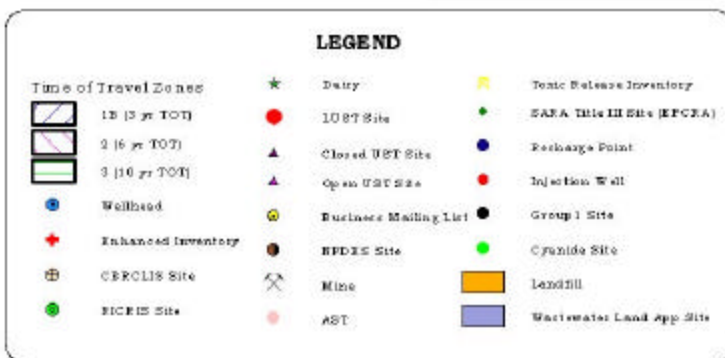 LEGEND
Time of Travel Zones
1B (3 yr TOT)
2 (6 yr TOT)
3 (10 yr TOT)
Wellhead
Enhanced Inventory
CERCLIS Site
RICRIS Site
Dairy
LUST Site
Closed UST Site
Open UST Site
Business Mailing List
NPDES Site
Mine
AST
Toxic Release Inventory
SARA Title III Site (EPCRA)
Recharge Point
Injection Well
Group 1 Site
Cyanide Site
Landfill
Wastewater Land App Site